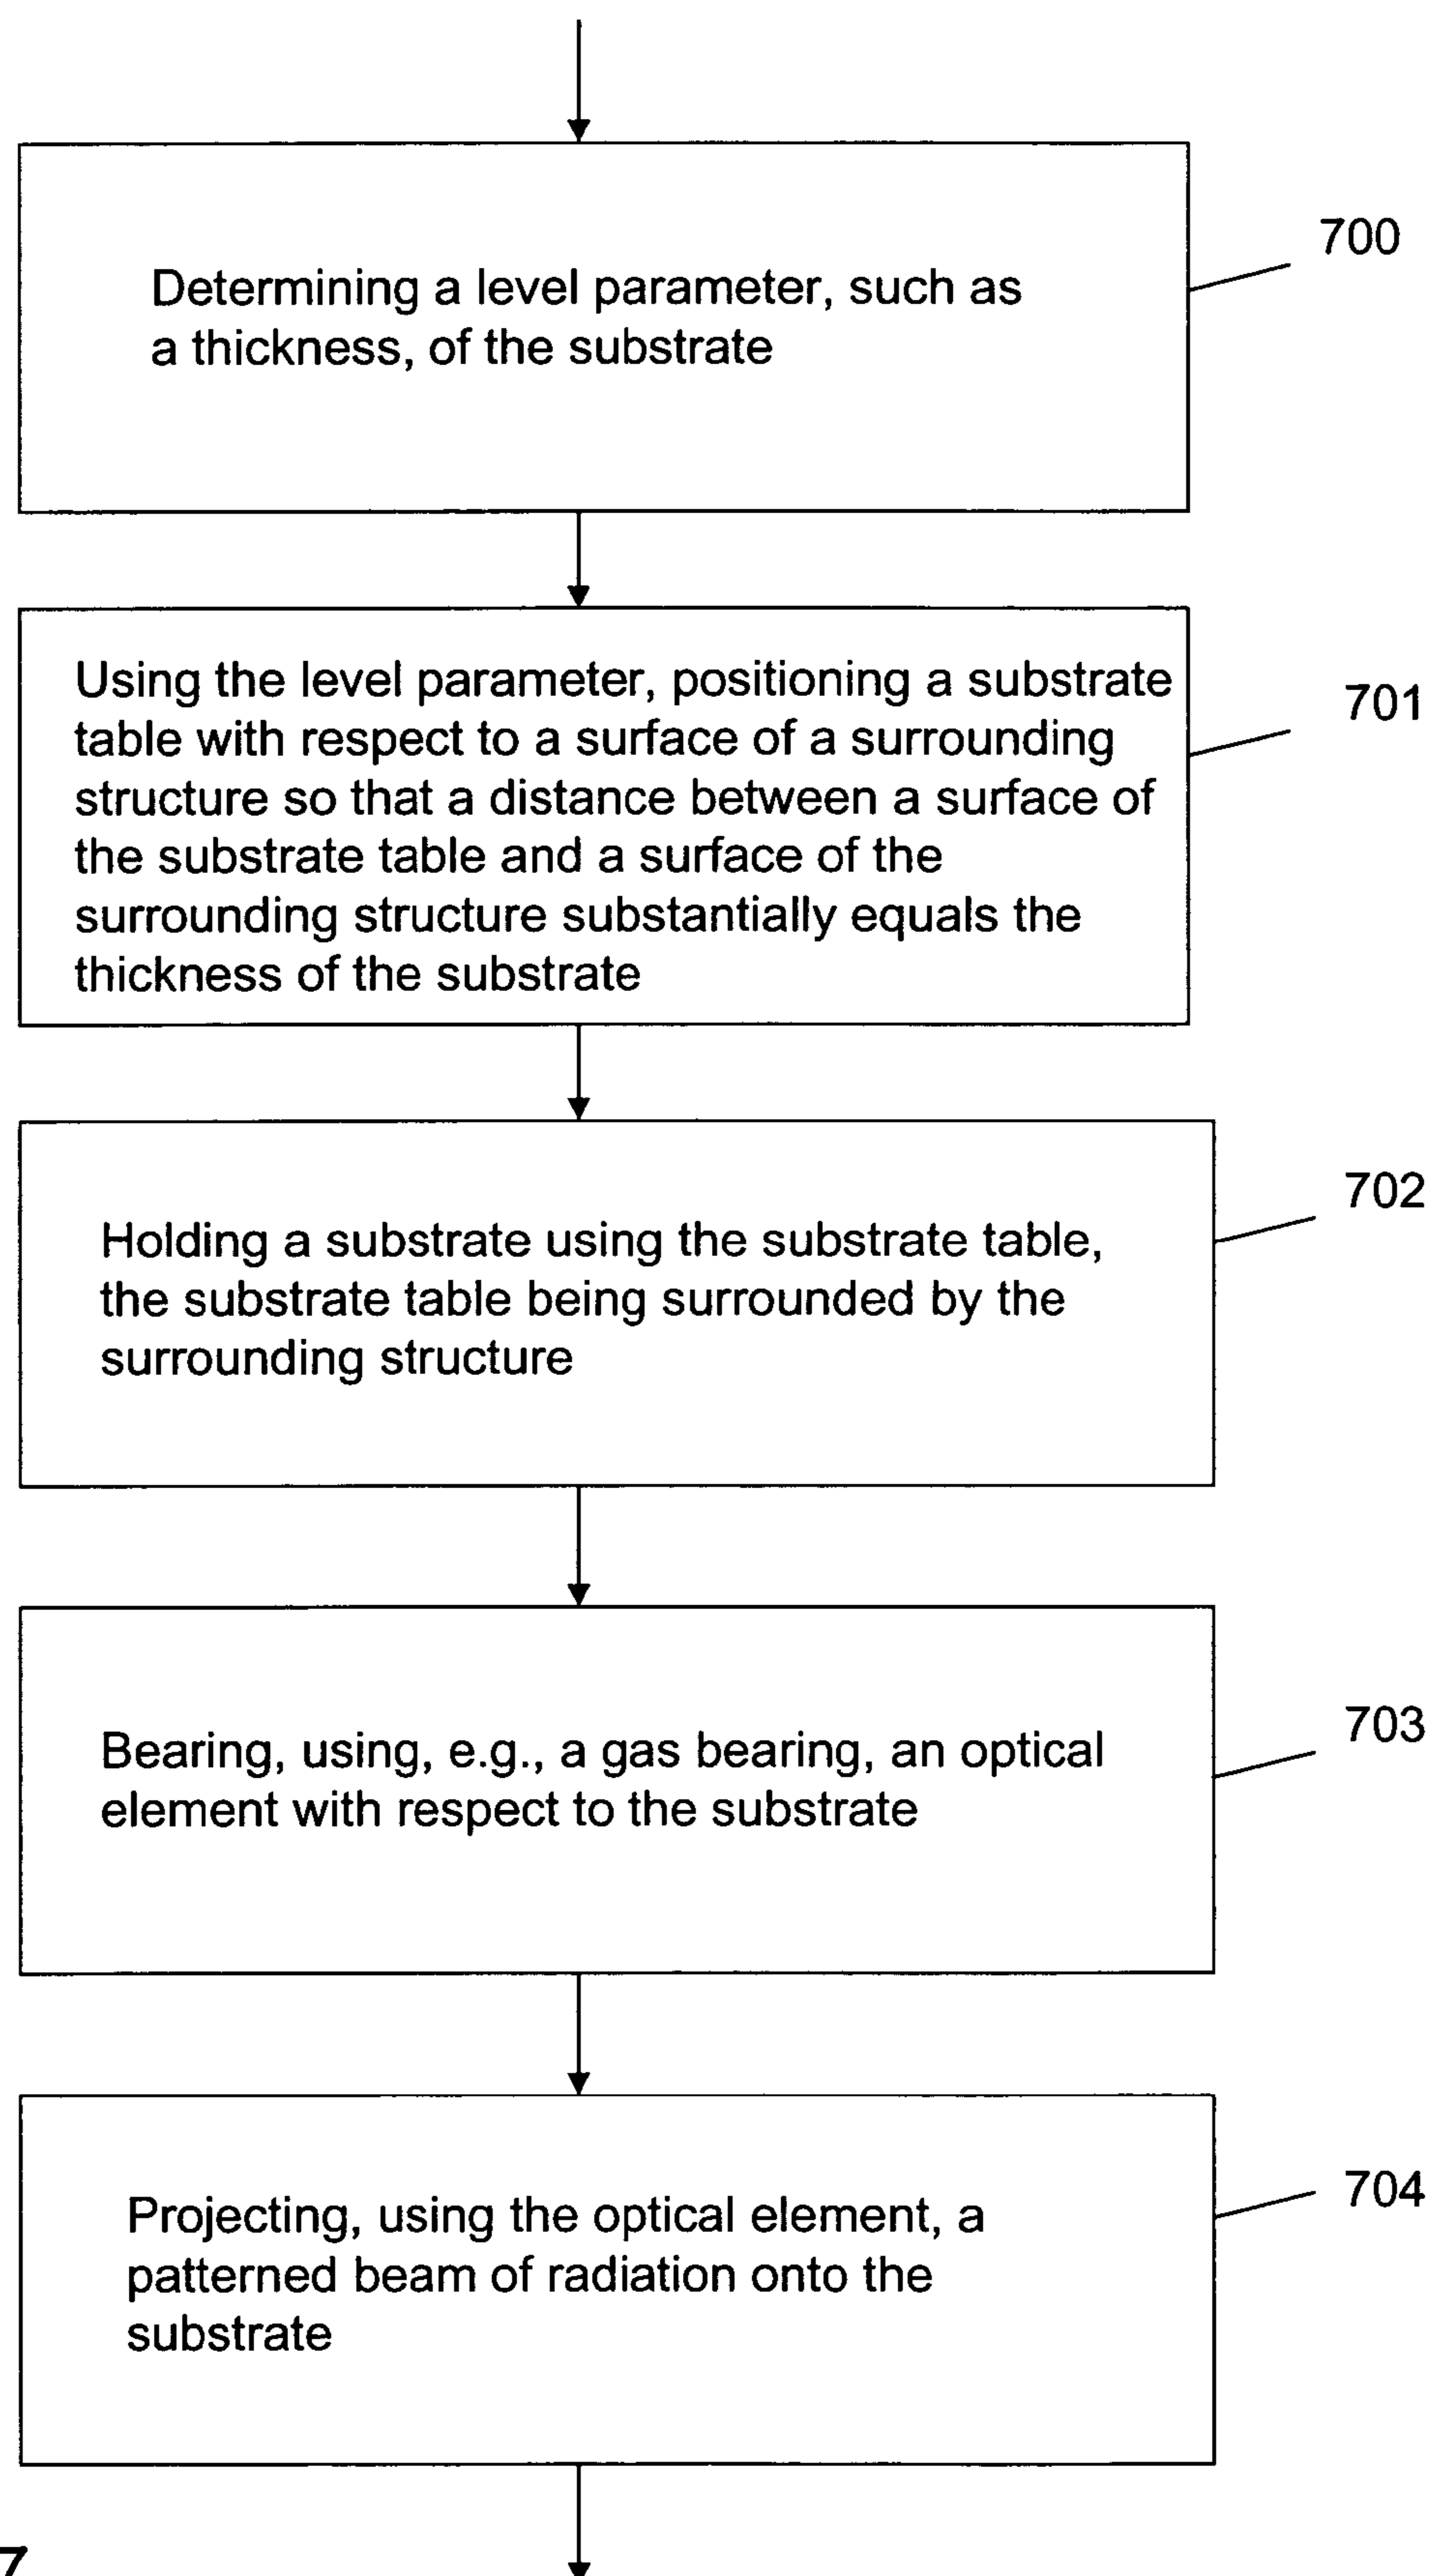 700
Determining a level parameter, such as
a thickness, of the substrate
701
Using the level parameter, positioning a substrate
table with respect to a surface of a surrounding
structure so that a distance between a surface of
the substrate table and a surface of the
surrounding structure substantially equals the
thickness of the substrate
702
Holding a substrate using the substrate table,
the substrate table being surrounded by the
surrounding structure
703
Bearing, using, e.g., a gas bearing, an optical
element with respect to the substrate
704
Projecting, using the optical element, a
patterned beam of radiation onto the
substrate
7